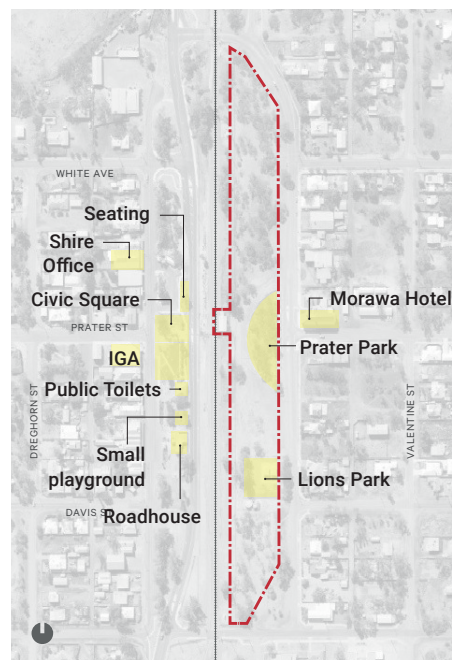 WHITE AVE
Seating
Shire
Office
Civic Square
Morawa Hotel
PRATER ST
Prater Park
IGA
Public Toilets
DREGHORN ST
VALENTINE ST
Small
playground
Lions Park
DAVIS ST
Roadhouse